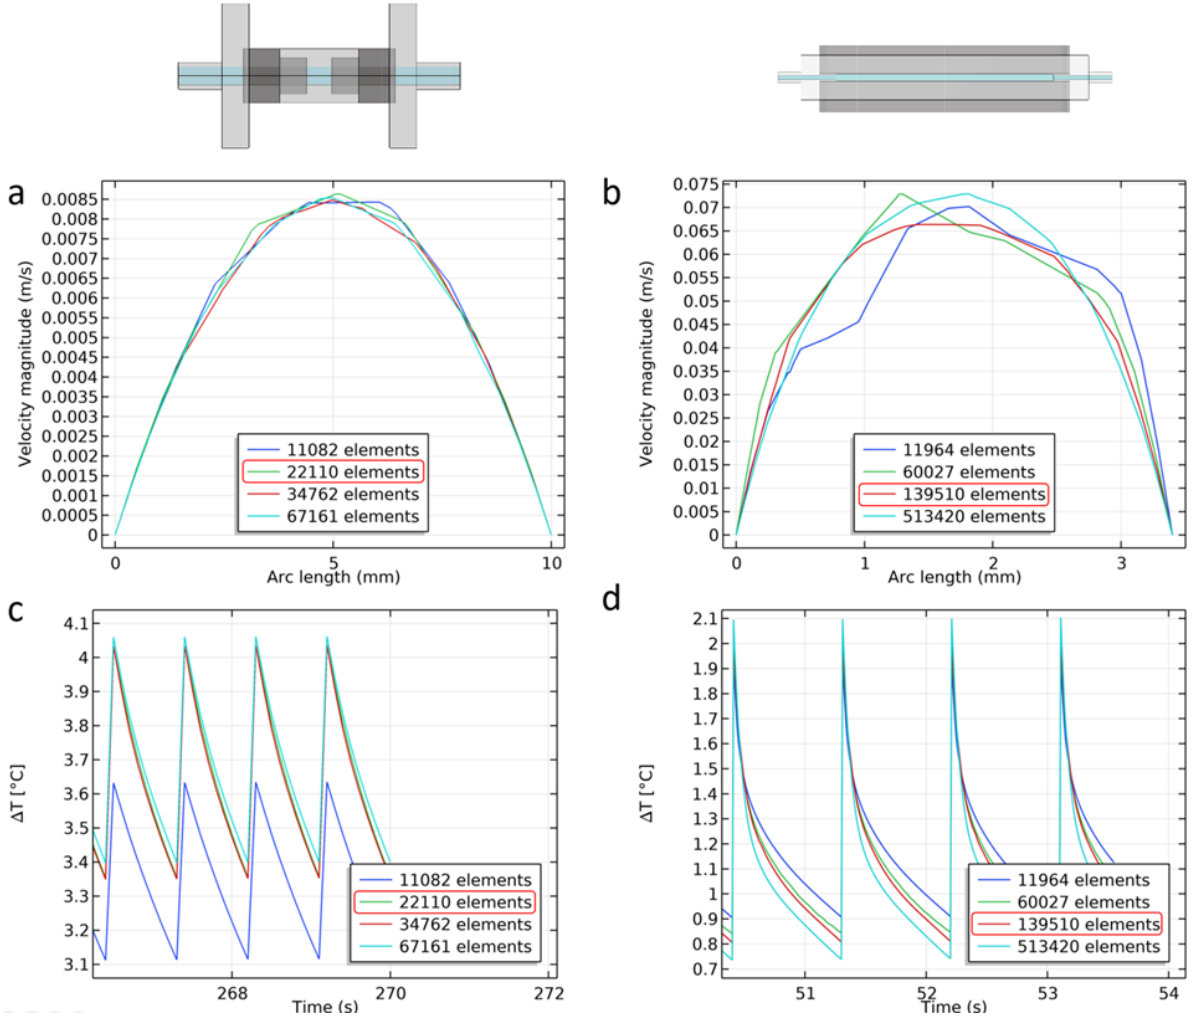 a
Velocity magnitude (m/s)
0.0085
0.008
0.0075
0.007
0.0065
0.006
0.0055
0.005
0.0045
0.004
0.0035
0.003
0.0025
0.002
0.0015
0.001
0.0005
0
11082 elements
22110 elements
34762 elements
67161 elements
0 5 10
Arc length (mm)
b
Velocity magnitude (m/s)
0.075
0.07
0.065
0.06
0.055
0.05
0.045
0.04
0.035
0.03
0.025
0.02
0.015
0.01
0.005
0
11964 elements
60027 elements
139510 elements
513420 elements
0 1 2 3
Arc length (mm)
c
ΔT [°C]
4.1
4
3.9
3.8
3.7
3.6
3.5
3.4
3.3
3.2
3.1
11082 elements
22110 elements
34762 elements
67161 elements
268 270 272
Time (s)
d
ΔT [°C]
2.1
2
1.9
1.8
1.7
1.6
1.5
1.4
1.3
1.2
1.1
1
0.9
0.8
0.7
11964 elements
60027 elements
139510 elements
513420 elements
51 52 53 54
Time (s)